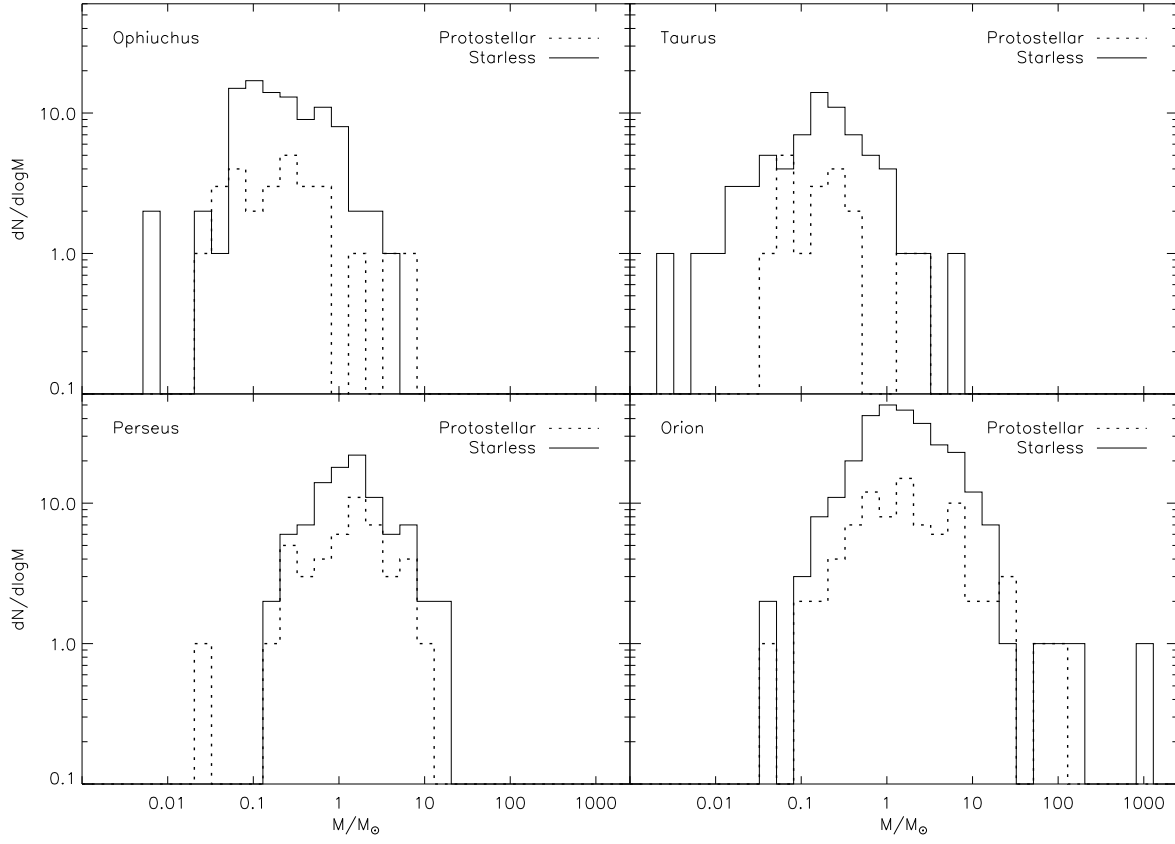 Ophiuchus Protostellar
Starless
Taurus Protostellar
Starless
10.0
1.0
0.1
dN/dlogM
Perseus Protostellar
Starless
Orion Protostellar
Starless
10.0
1.0
0.1
dN/dlogM
0.01 0.1 1 10 100 1000
M/M☉
0.01 0.1 1 10 100 1000
M/M☉